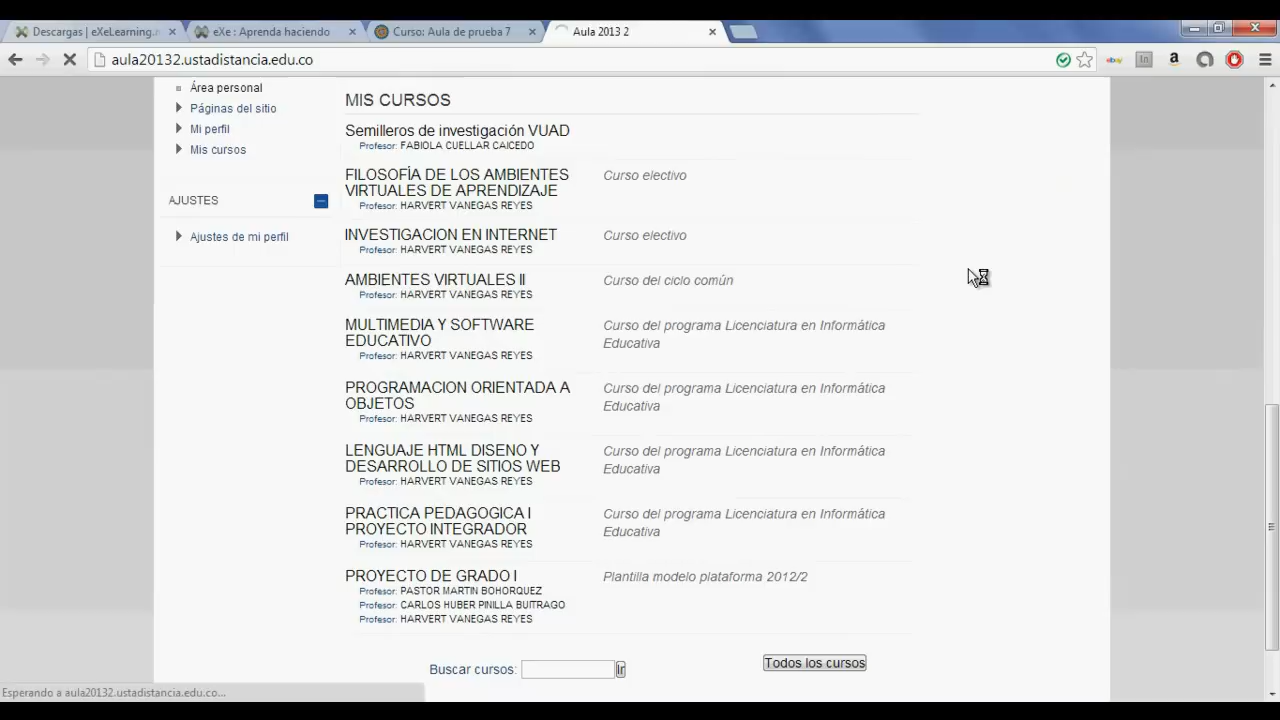 Descargas | eXeLearning.n
eXe : Aprenda haciendo
Curso: Aula de prueba 7
Aula 2013 2
aula20132.ustadistancia.edu.co
ebay
In
a
Área personal
Páginas del sitio
Mi perfil
Mis cursos
AJUSTES
Ajustes de mi perfil
MIS CURSOS
Semilleros de investigación VUAD
Profesor: FABIOLA CUELLAR CAICEDO
FILOSOFÍA DE LOS AMBIENTES
VIRTUALES DE APRENDIZAJE
Profesor: HARVERT VANEGAS REYES
Curso electivo
INVESTIGACION EN INTERNET
Profesor: HARVERT VANEGAS REYES
Curso electivo
AMBIENTES VIRTUALES II
Profesor: HARVERT VANEGAS REYES
Curso del ciclo común
MULTIMEDIA Y SOFTWARE
EDUCATIVO
Profesor: HARVERT VANEGAS REYES
Curso del programa Licenciatura en Informática
Educativa
PROGRAMACION ORIENTADA A
OBJETOS
Profesor: HARVERT VANEGAS REYES
Curso del programa Licenciatura en Informática
Educativa
LENGUAJE HTML DISENO Y
DESARROLLO DE SITIOS WEB
Profesor: HARVERT VANEGAS REYES
Curso del programa Licenciatura en Informática
Educativa
PRACTICA PEDAGOGICA I
PROYECTO INTEGRADOR
Profesor: HARVERT VANEGAS REYES
Curso del programa Licenciatura en Informática
Educativa
PROYECTO DE GRADO I
Profesor: PASTOR MARTIN BOHORQUEZ
Profesor: CARLOS HUBER PINILLA BUITRAGO
Profesor: HARVERT VANEGAS REYES
Plantilla modelo plataforma 2012/2
Buscar cursos:
Ir
Todos los cursos
Esperando a aula20132.ustadistancia.edu.co...